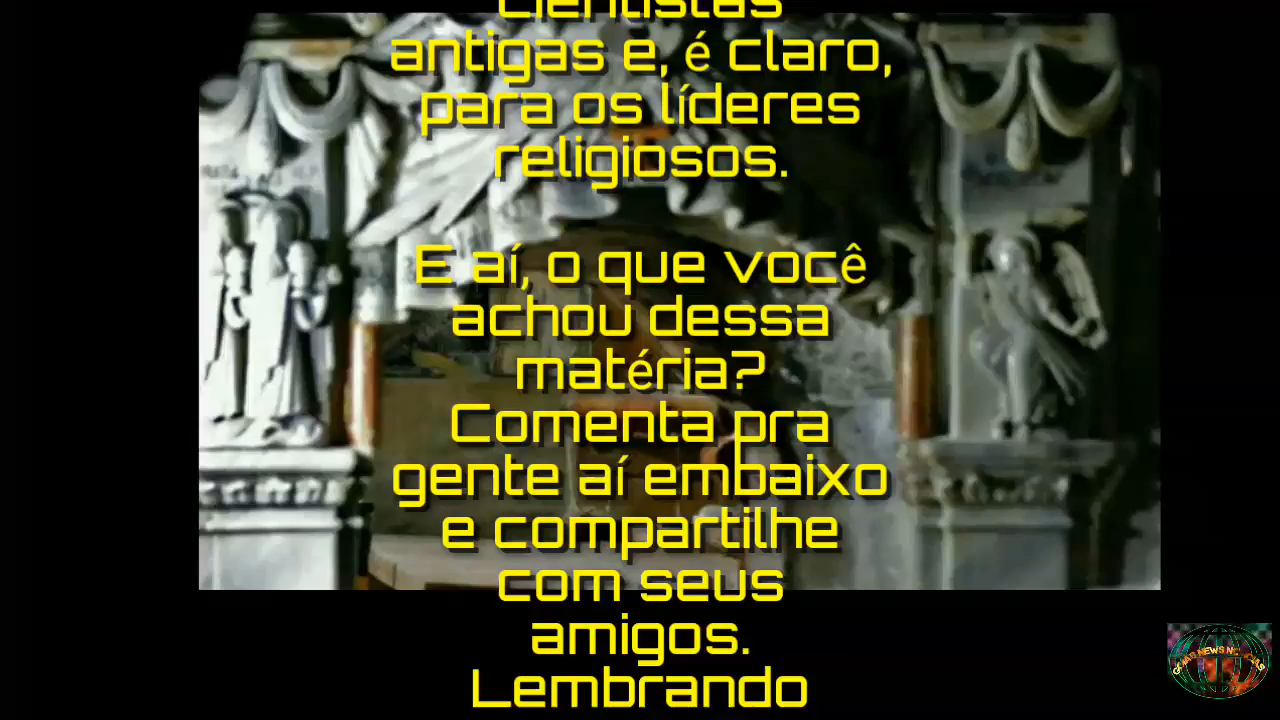 cientistas
antigas e, é claro,
para os líderes
religiosos.
E aí, o que você
achou dessa
matéria?
Comenta pra
gente aí embaixo
e compartilhe
com seus
amigos.
Lembrando